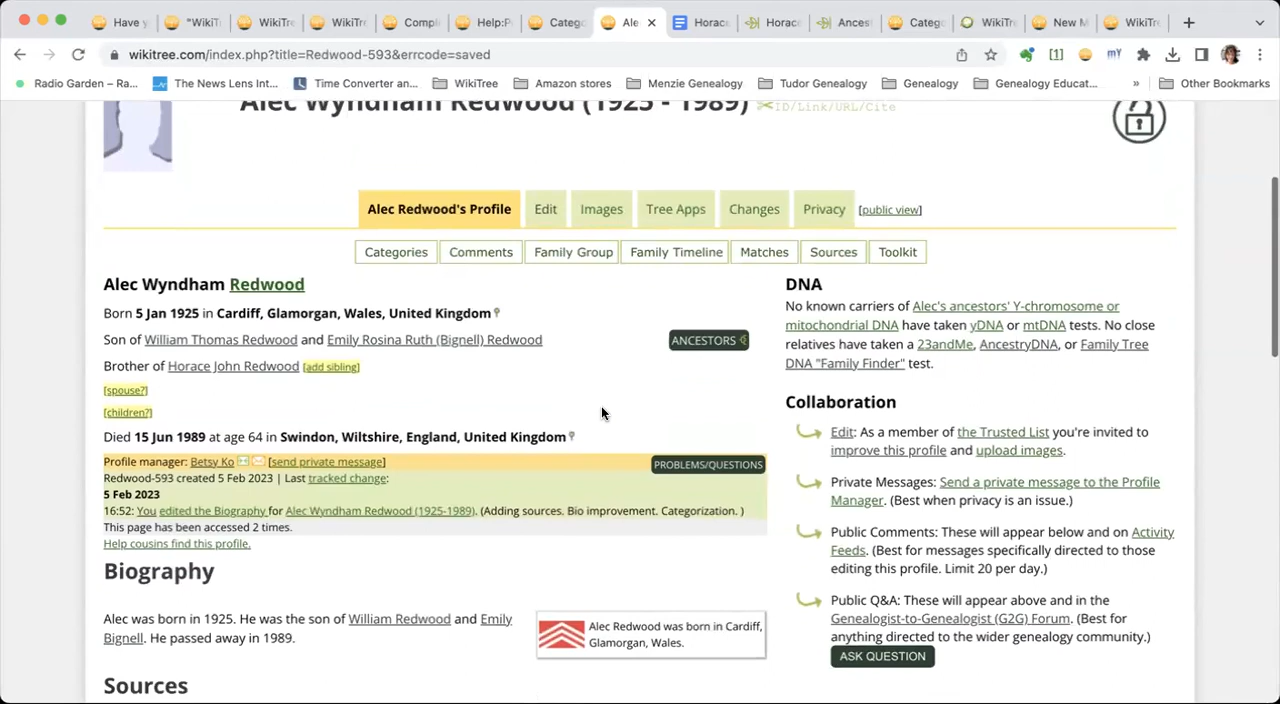 Have y "WikiT WikiTre WikiTr Compl Help:Pr Catego Ale Horac Horac Ances Catego WikiTr New M WikiTr
wikitree.com/index.php?title=Redwood-593&errcode=saved [1] mY
Radio Garden – Ra... The News Lens Int... Time Converter an... WikiTree Amazon stores Menzie Genealogy Tudor Genealogy Genealogy Genealogy Educat... » Other Bookmarks
Alec Wyndham Redwood (1925 - 1989) ID/Link/URL/Cite
Alec Redwood's Profile Edit Images Tree Apps Changes Privacy [public view]
Categories Comments Family Group Family Timeline Matches Sources Toolkit
Alec Wyndham Redwood
Born 5 Jan 1925 in Cardiff, Glamorgan, Wales, United Kingdom
Son of William Thomas Redwood and Emily Rosina Ruth (Bignell) Redwood ANCESTORS
Brother of Horace John Redwood [add sibling]
[spouse?]
[children?]
Died 15 Jun 1989 at age 64 in Swindon, Wiltshire, England, United Kingdom
Profile manager: Betsy Ko [send private message] PROBLEMS/QUESTIONS
Redwood-593 created 5 Feb 2023 | Last tracked change:
5 Feb 2023
16:52: You edited the Biography for Alec Wyndham Redwood (1925-1989). (Adding sources. Bio improvement. Categorization. )
This page has been accessed 2 times.
Help cousins find this profile.
Biography
Alec was born in 1925. He was the son of William Redwood and Emily
Bignell. He passed away in 1989.
Alec Redwood was born in Cardiff,
Glamorgan, Wales.
Sources
DNA
No known carriers of Alec's ancestors' Y-chromosome or
mitochondrial DNA have taken yDNA or mtDNA tests. No close
relatives have taken a 23andMe, AncestryDNA, or Family Tree
DNA "Family Finder" test.
Collaboration
Edit: As a member of the Trusted List you're invited to
improve this profile and upload images.
Private Messages: Send a private message to the Profile
Manager. (Best when privacy is an issue.)
Public Comments: These will appear below and on Activity
Feeds. (Best for messages specifically directed to those
editing this profile. Limit 20 per day.)
Public Q&A: These will appear above and in the
Genealogist-to-Genealogist (G2G) Forum. (Best for
anything directed to the wider genealogy community.)
ASK QUESTION